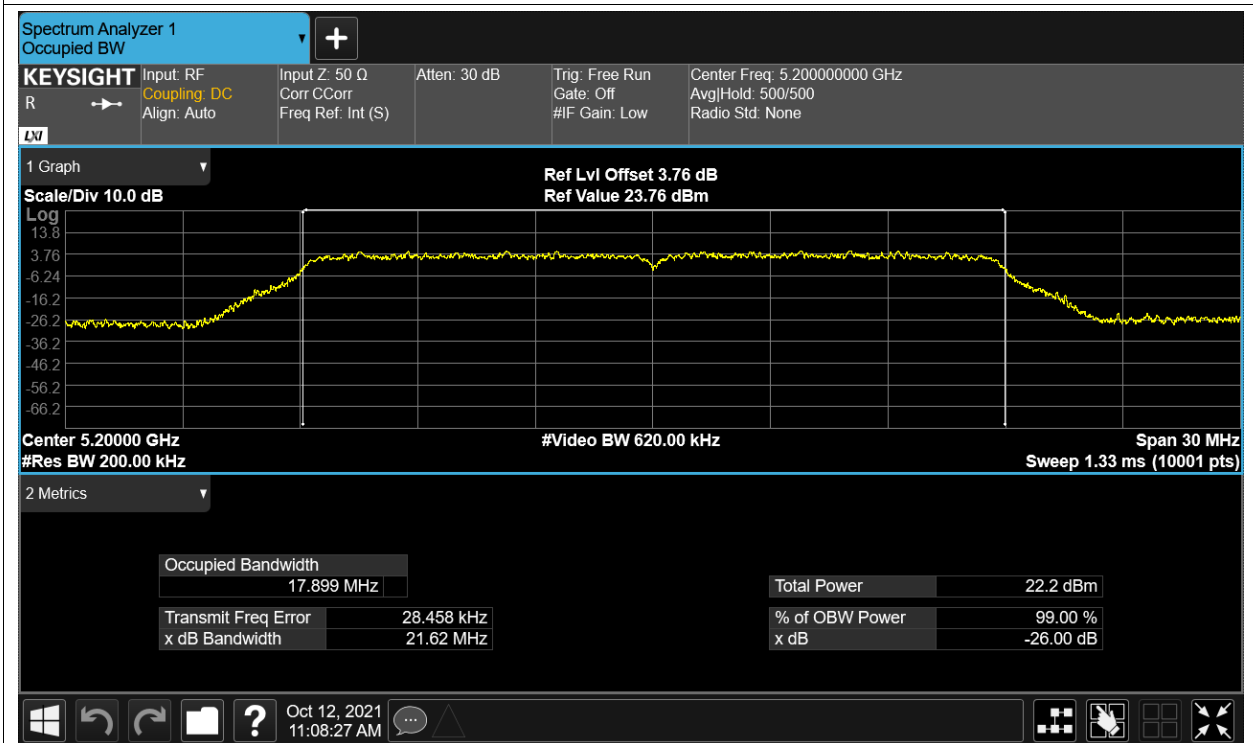 Spectrum Analyzer 1
Occupied BW
KEYSIGHT
R
LXI
Input: RF
Coupling: DC
Align: Auto
Input Z: 50 Ω
Corr CCorr
Freq Ref: Int (S)
Atten: 30 dB
Trig: Free Run
Gate: Off
#IF Gain: Low
Center Freq: 5.200000000 GHz
Avg|Hold: 500/500
Radio Std: None
1 Graph
Scale/Div 10.0 dB
Ref Lvl Offset 3.76 dB
Ref Value 23.76 dBm
Log
13.8
3.76
-6.24
-16.2
-26.2
-36.2
-46.2
-56.2
-66.2
Center 5.20000 GHz
#Video BW 620.00 kHz
Span 30 MHz
#Res BW 200.00 kHz
Sweep 1.33 ms (10001 pts)
2 Metrics
Occupied Bandwidth
17.899 MHz
Total Power 22.2 dBm
Transmit Freq Error 28.458 kHz
% of OBW Power 99.00 %
x dB Bandwidth 21.62 MHz
x dB -26.00 dB
?
Oct 12, 2021
11:08:27 AM